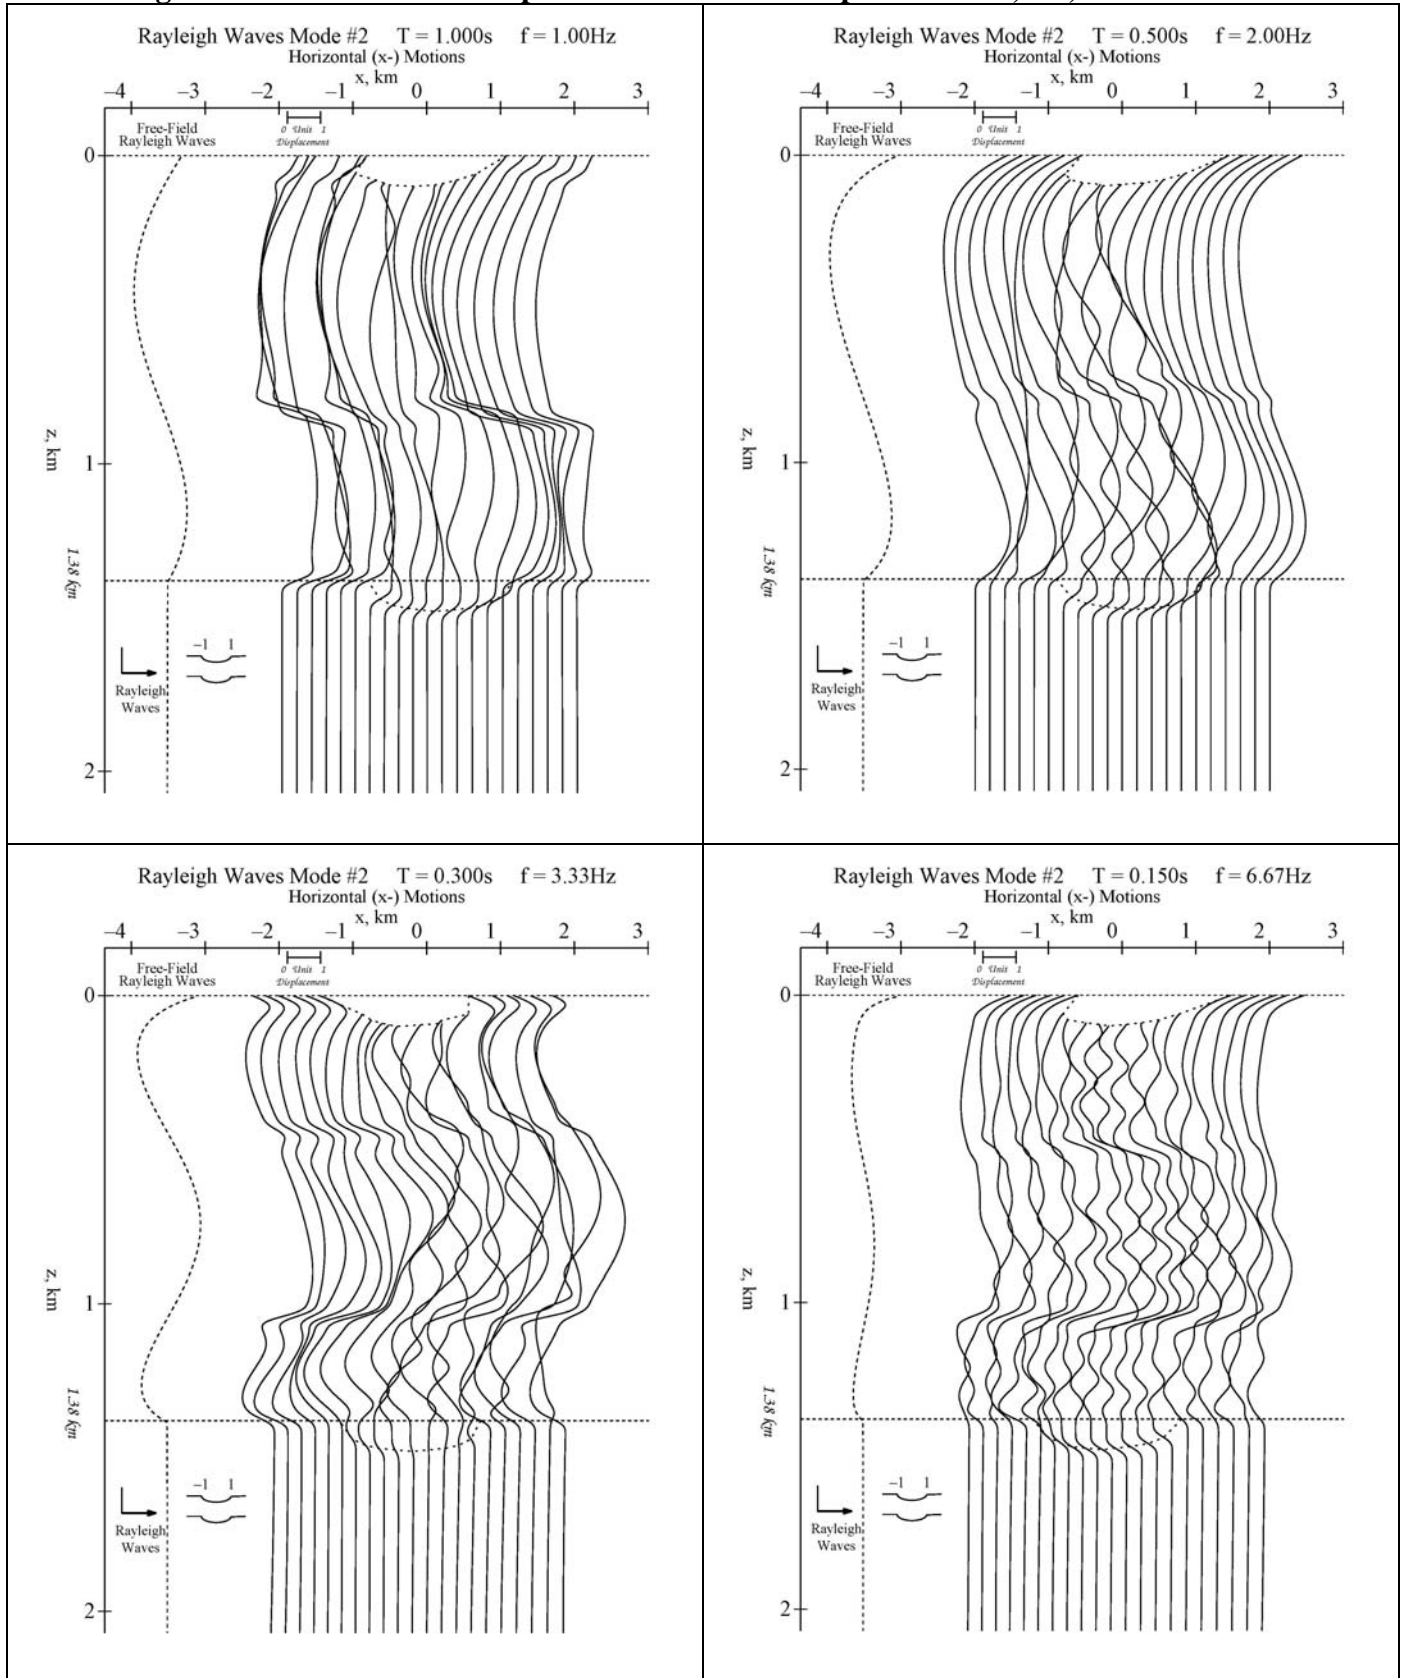 Rayleigh Waves Mode #2 T = 1.000s f = 1.00Hz
Horizontal (x-) Motions
x, km
–4 –3 –2 –1 0 1 2 3
Free-Field
Rayleigh Waves
0 Unit 1
Displacement
0
z, km
1
1.38 km
–1 1
Rayleigh
Waves
2
Rayleigh Waves Mode #2 T = 0.500s f = 2.00Hz
Horizontal (x-) Motions
x, km
–4 –3 –2 –1 0 1 2 3
Free-Field
Rayleigh Waves
0 Unit 1
Displacement
0
z, km
1
1.38 km
–1 1
Rayleigh
Waves
2
Rayleigh Waves Mode #2 T = 0.300s f = 3.33Hz
Horizontal (x-) Motions
x, km
–4 –3 –2 –1 0 1 2 3
Free-Field
Rayleigh Waves
0 Unit 1
Displacement
0
z, km
1
1.38 km
–1 1
Rayleigh
Waves
2
Rayleigh Waves Mode #2 T = 0.150s f = 6.67Hz
Horizontal (x-) Motions
x, km
–4 –3 –2 –1 0 1 2 3
Free-Field
Rayleigh Waves
0 Unit 1
Displacement
0
z, km
1
1.38 km
–1 1
Rayleigh
Waves
2